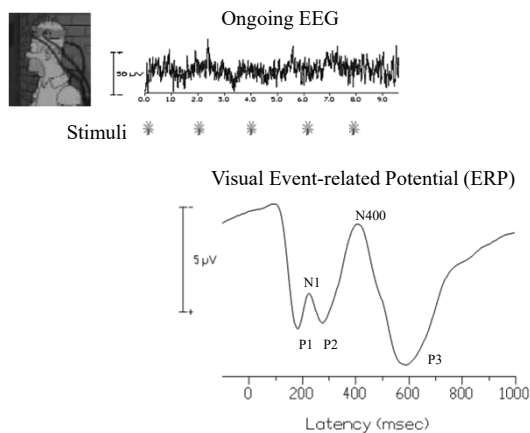 Ongoing EEG
+
50 µV
-
0.0 1.0 2.0 3.0 4.0 5.0 6.0 7.0 8.0 9.0
Stimuli
Visual Event-related Potential (ERP)
-
5 µV
+
N400
N1
P1 P2
P3
0 200 400 600 800 1000
Latency (msec)